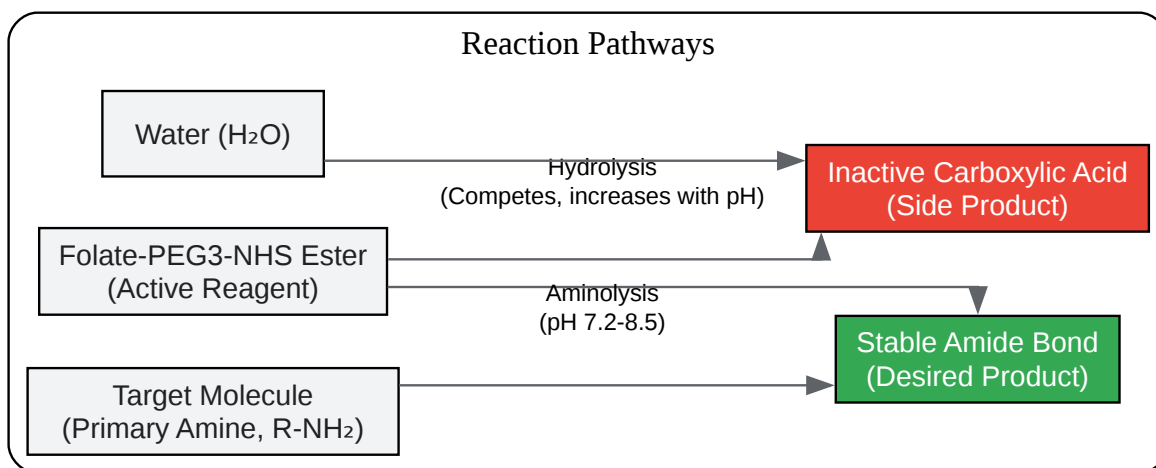 Reaction Pathways
Water (H₂O)
Hydrolysis
(Competes, increases with pH)
Inactive Carboxylic Acid
(Side Product)
Folate-PEG3-NHS Ester
(Active Reagent)
Aminolysis
(pH 7.2-8.5)
Stable Amide Bond
(Desired Product)
Target Molecule
(Primary Amine, R-NH₂)